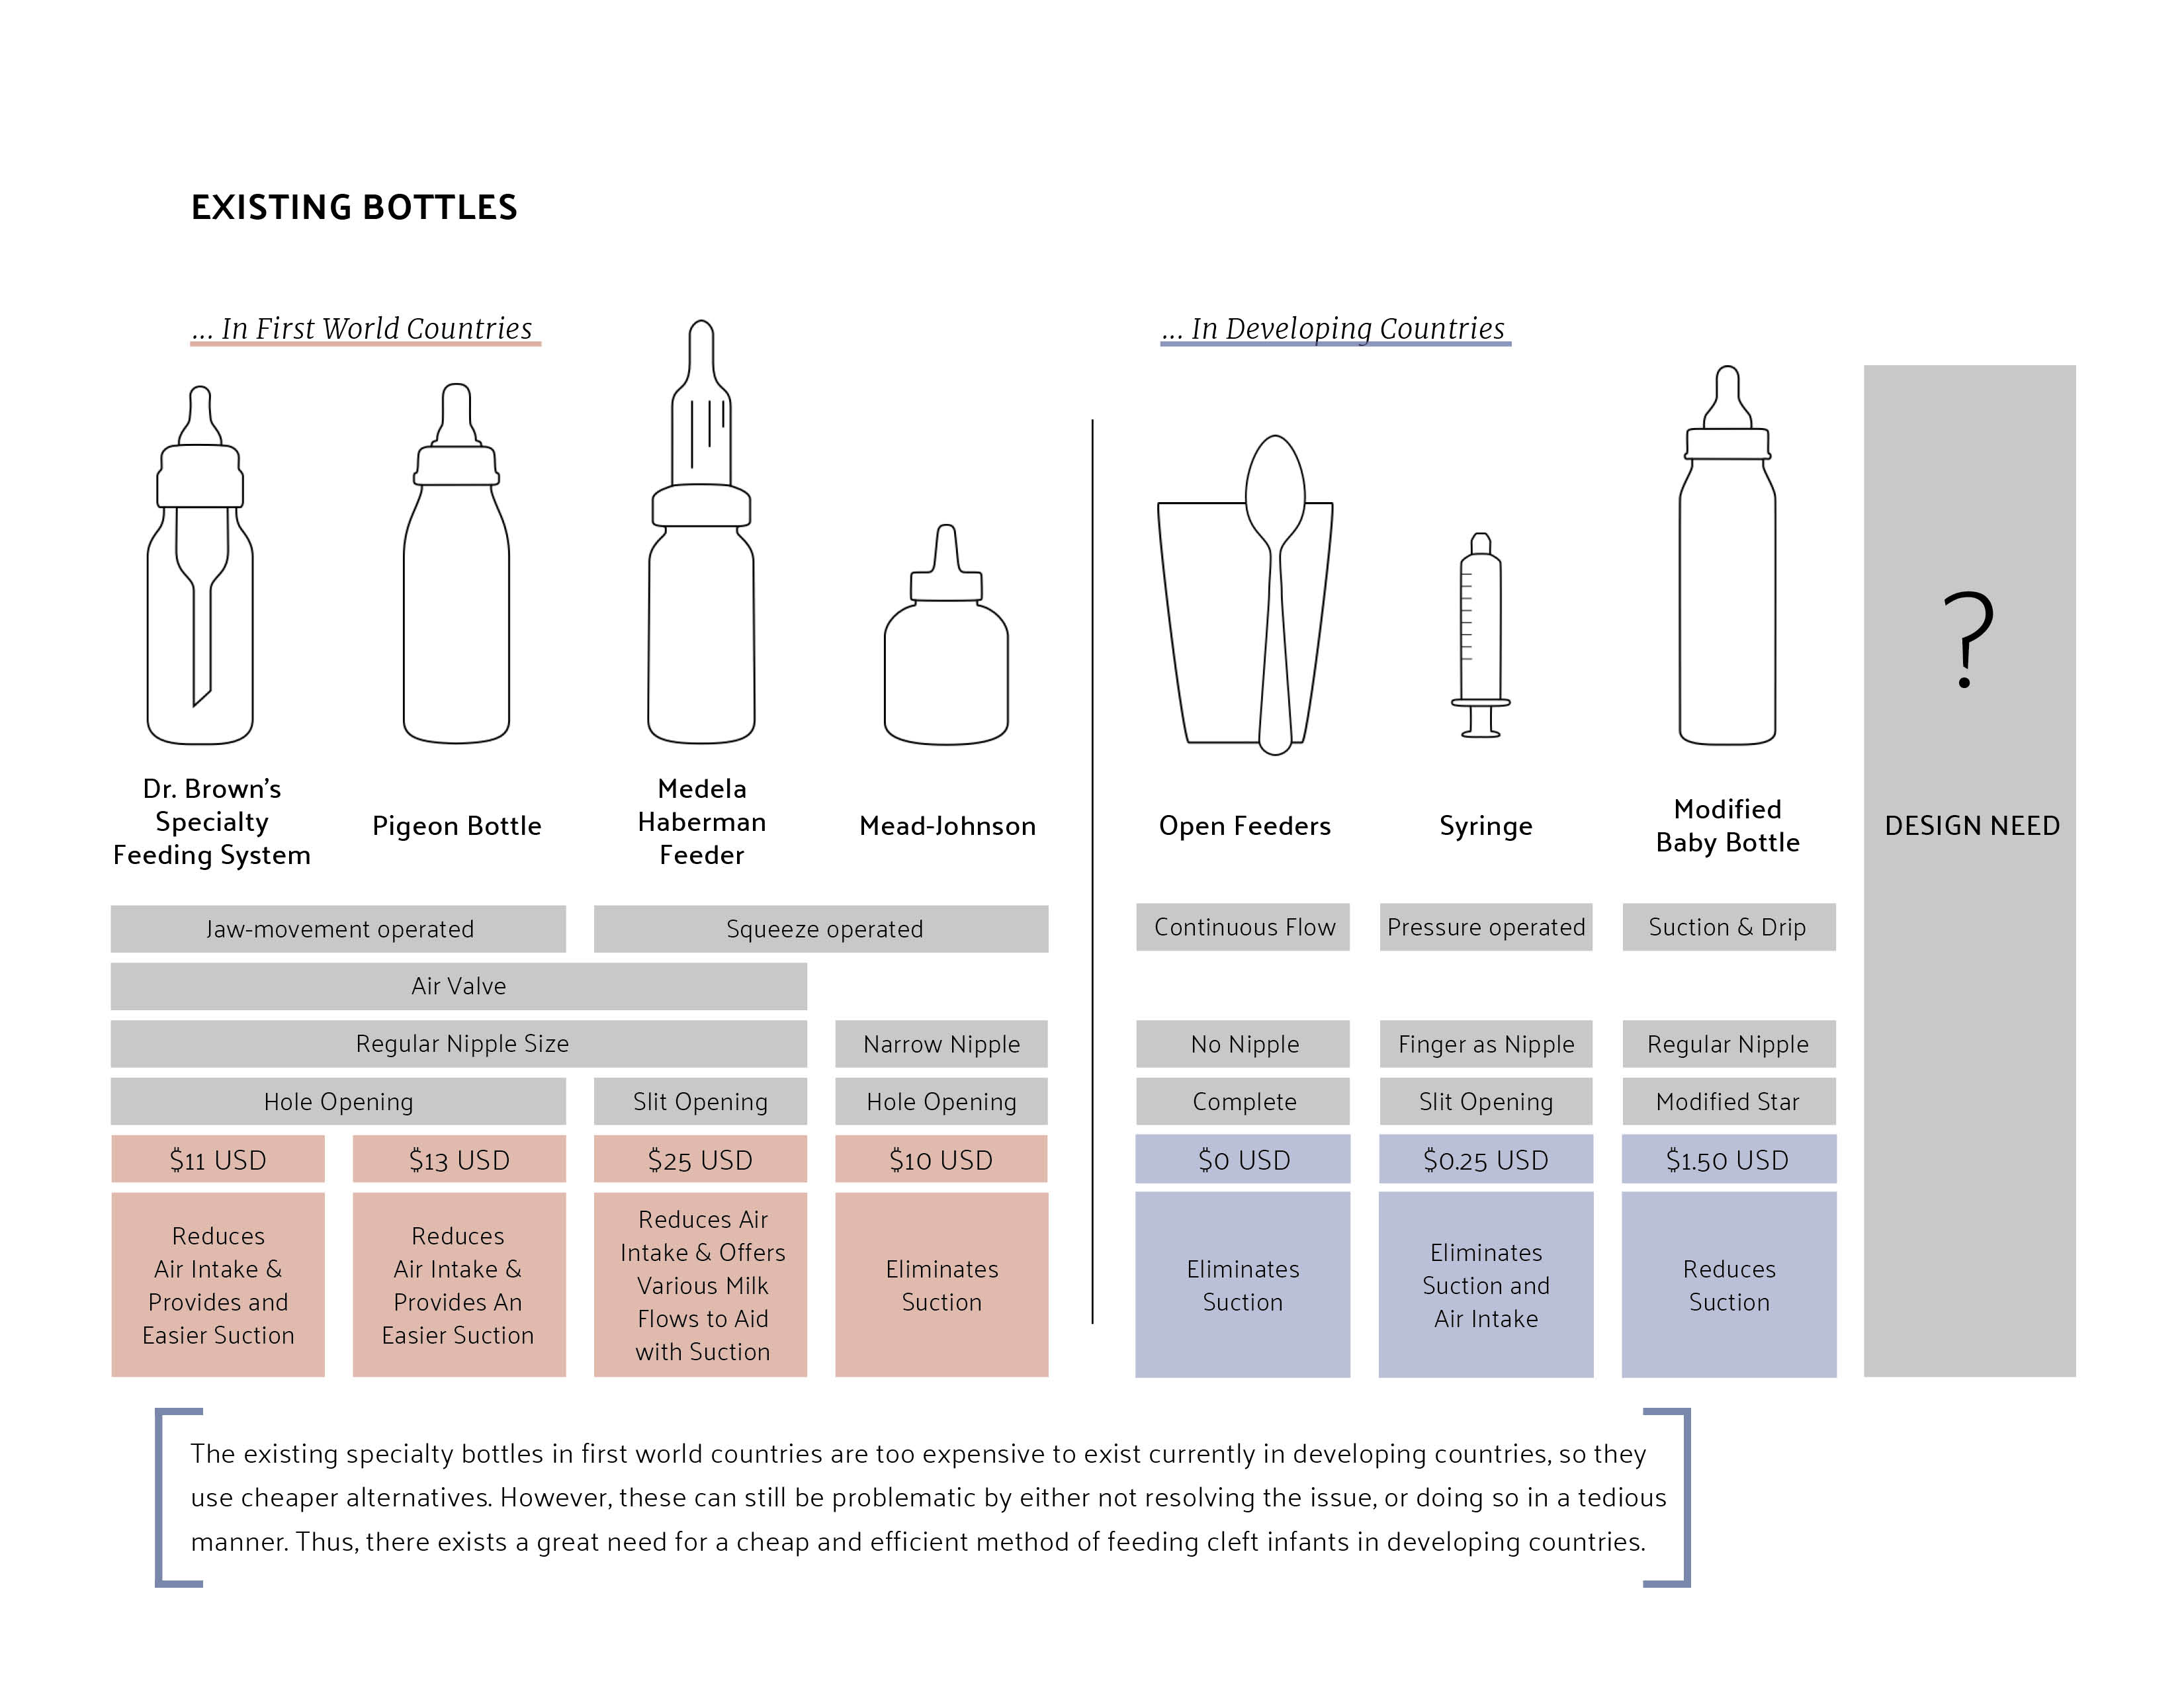 EXISTING BOTTLES
... In First World Countries
... In Developing Countries
?
Dr. Brown’s
Specialty
Feeding System
Pigeon Bottle
Medela
Haberman
Feeder
Mead-Johnson
Open Feeders
Syringe
Modified
Baby Bottle
DESIGN NEED
Jaw-movement operated
Squeeze operated
Continuous Flow
Pressure operated
Suction & Drip
Air Valve
Regular Nipple Size
Narrow Nipple
No Nipple
Finger as Nipple
Regular Nipple
Hole Opening
Slit Opening
Hole Opening
Complete
Slit Opening
Modified Star
$11 USD
$13 USD
$25 USD
$10 USD
$0 USD
$0.25 USD
$1.50 USD
Reduces
Air Intake &
Provides and
Easier Suction
Reduces
Air Intake &
Provides An
Easier Suction
Reduces Air
Intake & Offers
Various Milk
Flows to Aid
with Suction
Eliminates
Suction
Eliminates
Suction
Eliminates
Suction and
Air Intake
Reduces
Suction
The existing specialty bottles in first world countries are too expensive to exist currently in developing countries, so they
use cheaper alternatives. However, these can still be problematic by either not resolving the issue, or doing so in a tedious
manner. Thus, there exists a great need for a cheap and efficient method of feeding cleft infants in developing countries.